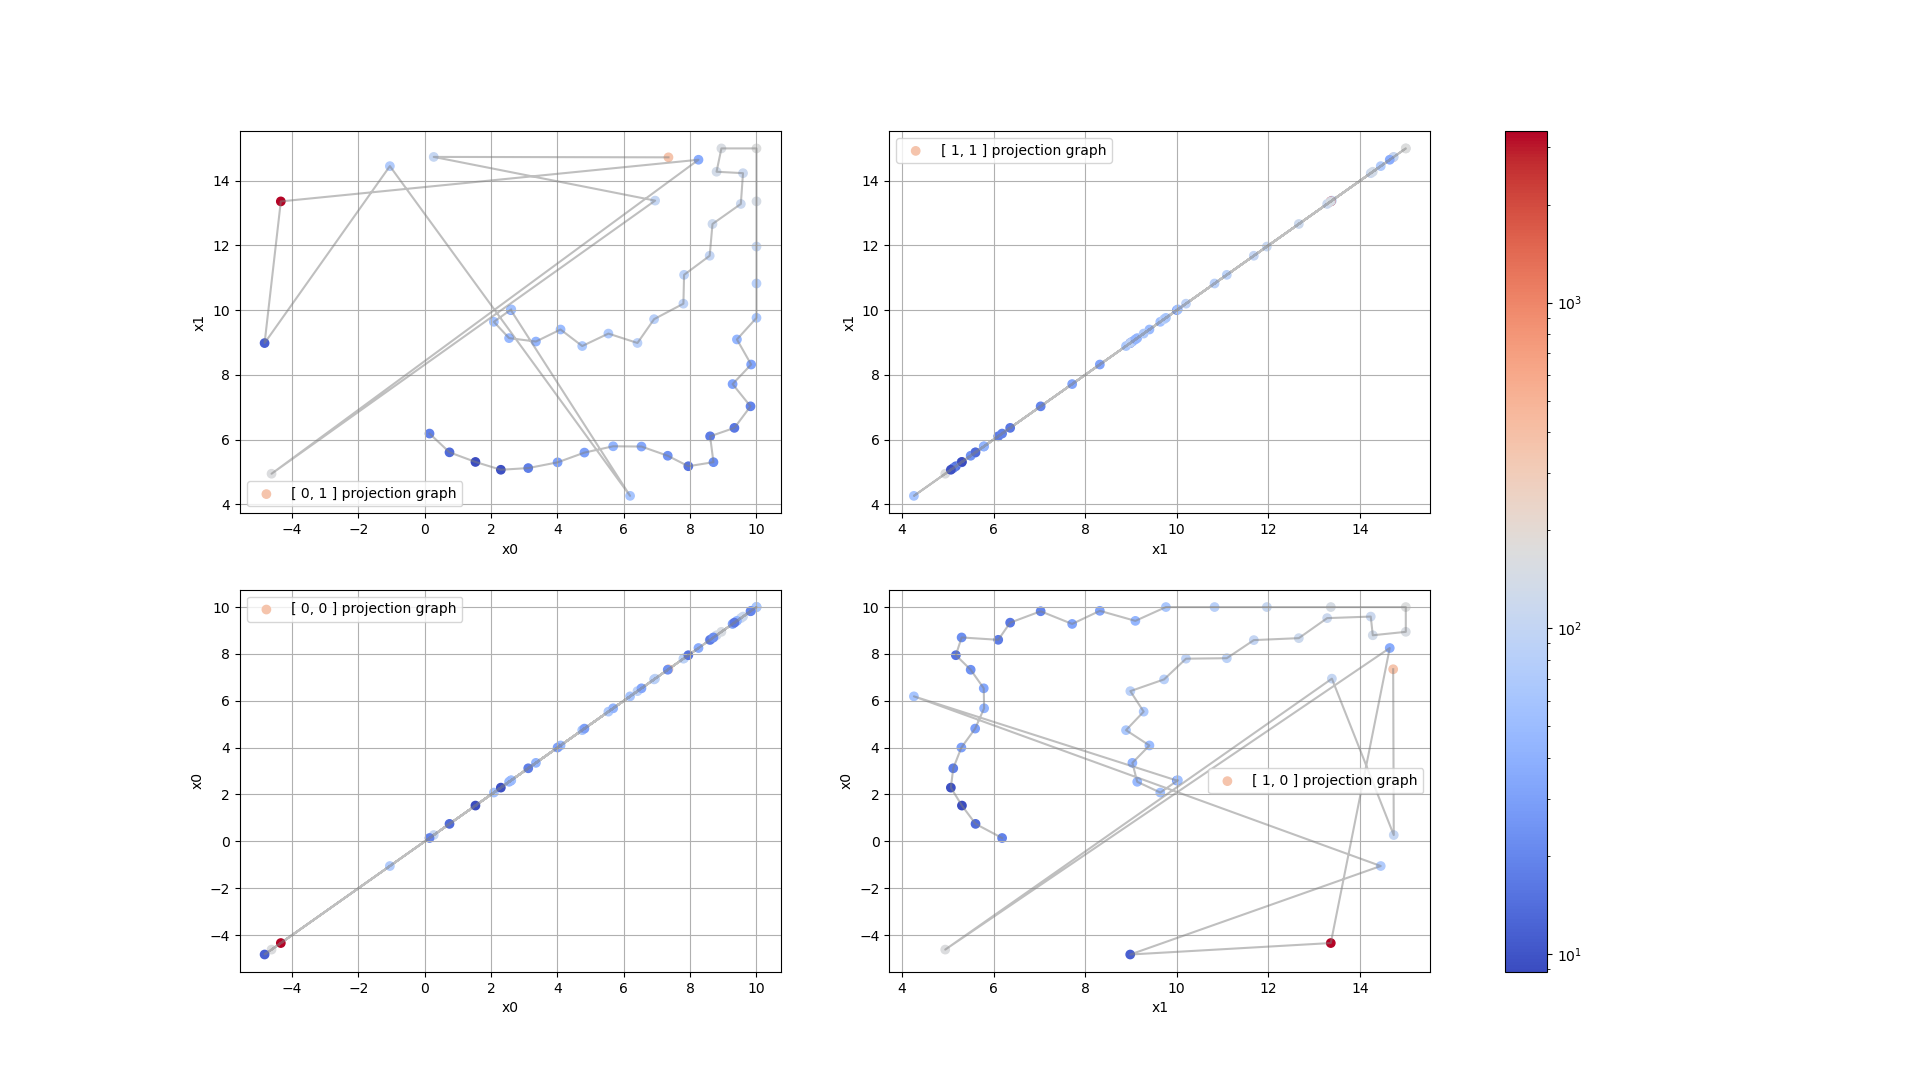 14
12
10
8
6
4
x1
[ 0, 1 ] projection graph
−4 −2 0 2 4 6 8 10
x0
14
12
10
8
6
4
x1
[ 1, 1 ] projection graph
4 6 8 10 12 14
x1
10
8
6
4
2
0
−2
−4
x0
[ 0, 0 ] projection graph
−4 −2 0 2 4 6 8 10
x0
10
8
6
4
2
0
−2
−4
x0
[ 1, 0 ] projection graph
4 6 8 10 12 14
x1
10³
10²
10¹